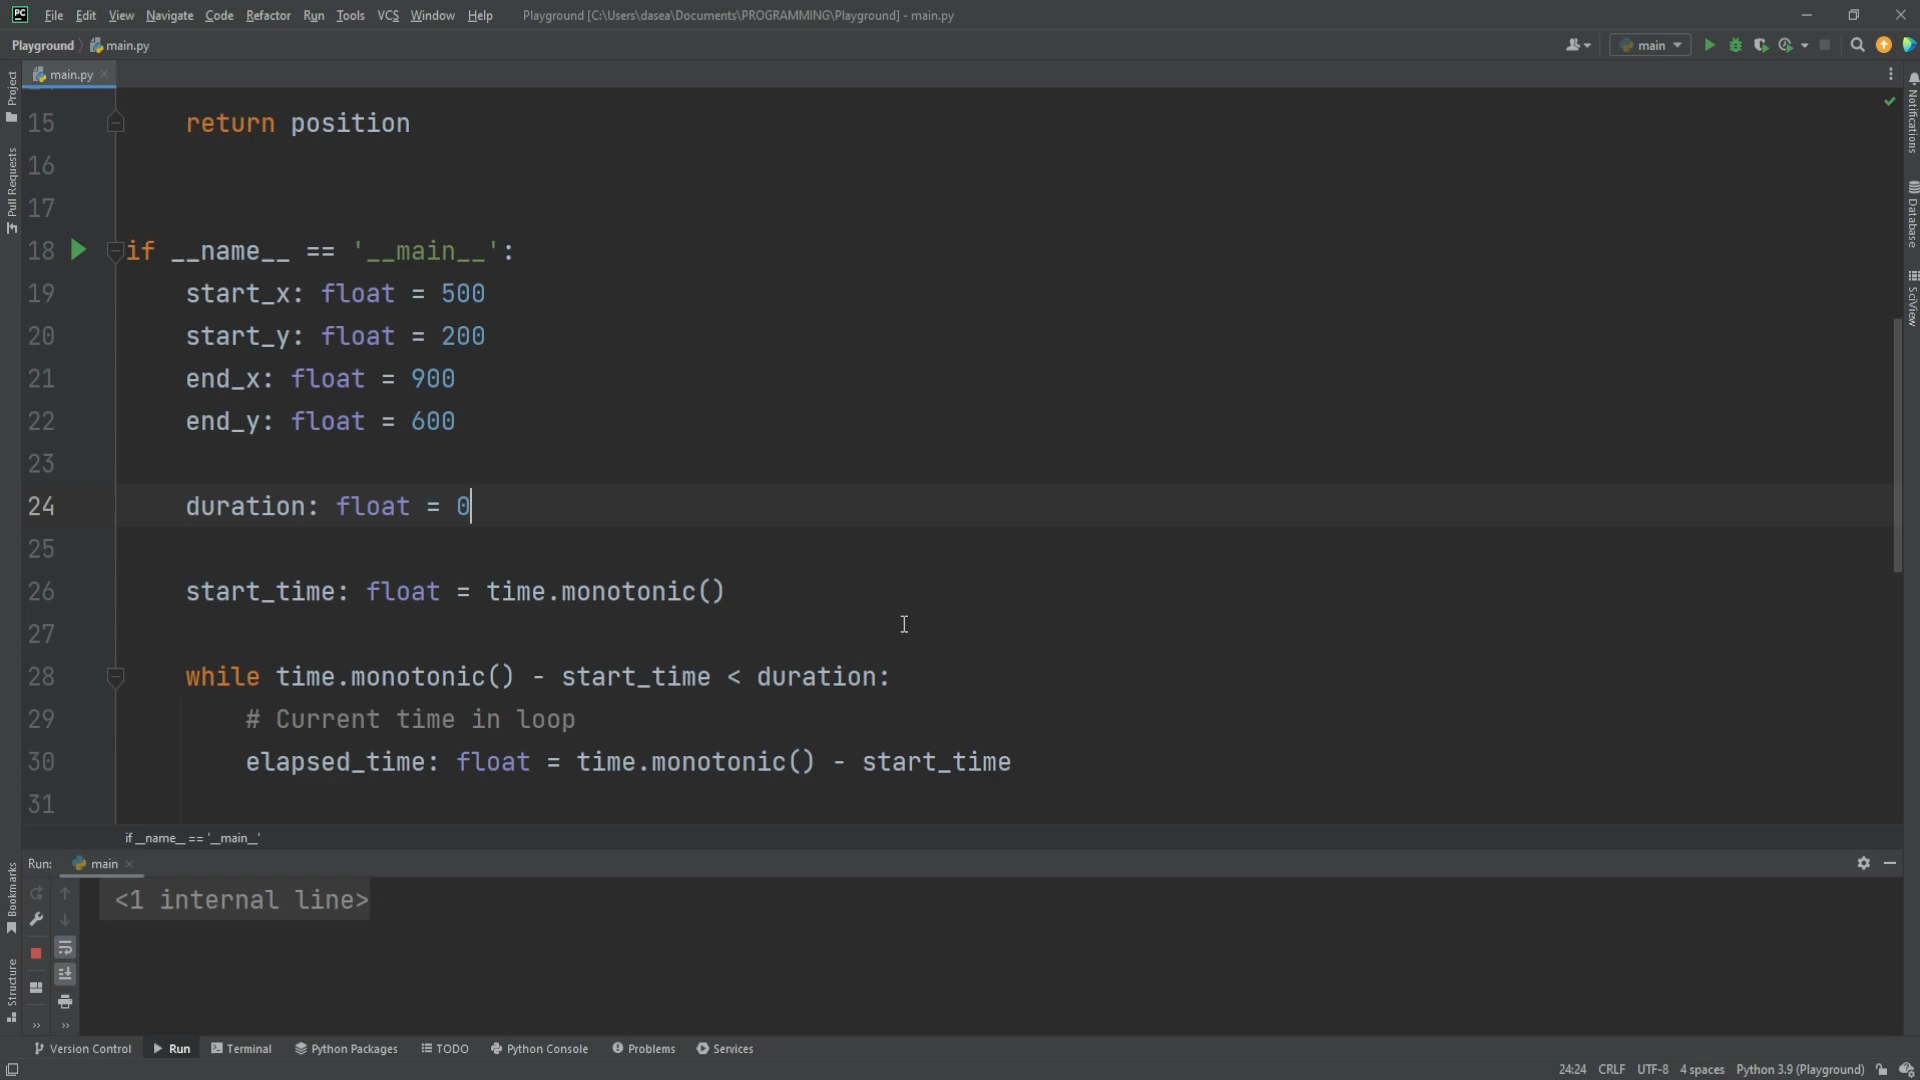 PC File Edit View Navigate Code Refactor Run Tools VCS Window Help Playground [C:\Users\dasea\Documents\PROGRAMMING\Playground] - main.py
Playground main.py main
main.py
Project
Pull Requests
Bookmarks
Structure
Notifications
Database
SciView
15 return position
16
17
18 if __name__ == '__main__':
19 start_x: float = 500
20 start_y: float = 200
21 end_x: float = 900
22 end_y: float = 600
23
24 duration: float = 0
25
26 start_time: float = time.monotonic()
27
28 while time.monotonic() - start_time < duration:
29 # Current time in loop
30 elapsed_time: float = time.monotonic() - start_time
31
if __name__ == '__main__'
Run: main
<1 internal line>
Version Control Run Terminal Python Packages TODO Python Console Problems Services
24:24 CRLF UTF-8 4 spaces Python 3.9 (Playground)